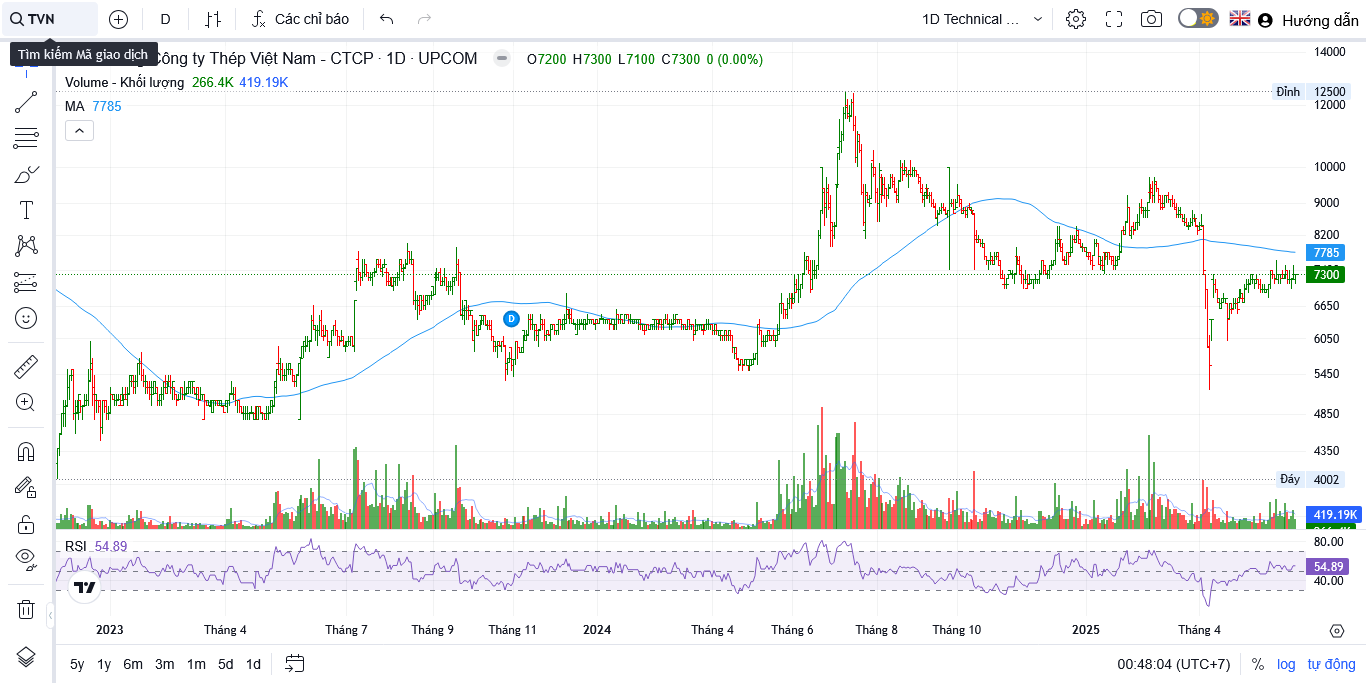 TVN D Các chỉ báo 1D Technical ... Hướng dẫn
Tìm kiếm Mã giao dịch
Công ty Thép Việt Nam - CTCP · 1D · UPCOM O7200 H7300 L7100 C7300 0 (0.00%)
Volume - Khối lượng 266.4K 419.19K
MA 7785
14000
Đỉnh 12500
12000
10000
9000
8200
7785
7300
6650
6050
5450
4850
4350
Đáy 4002
419.19K
D
RSI 54.89
80.00
54.89
40.00
2023 Tháng 4 Tháng 7 Tháng 9 Tháng 11 2024 Tháng 4 Tháng 6 Tháng 8 Tháng 10 2025 Tháng 4
5y 1y 6m 3m 1m 5d 1d 00:48:04 (UTC+7) % log tự động